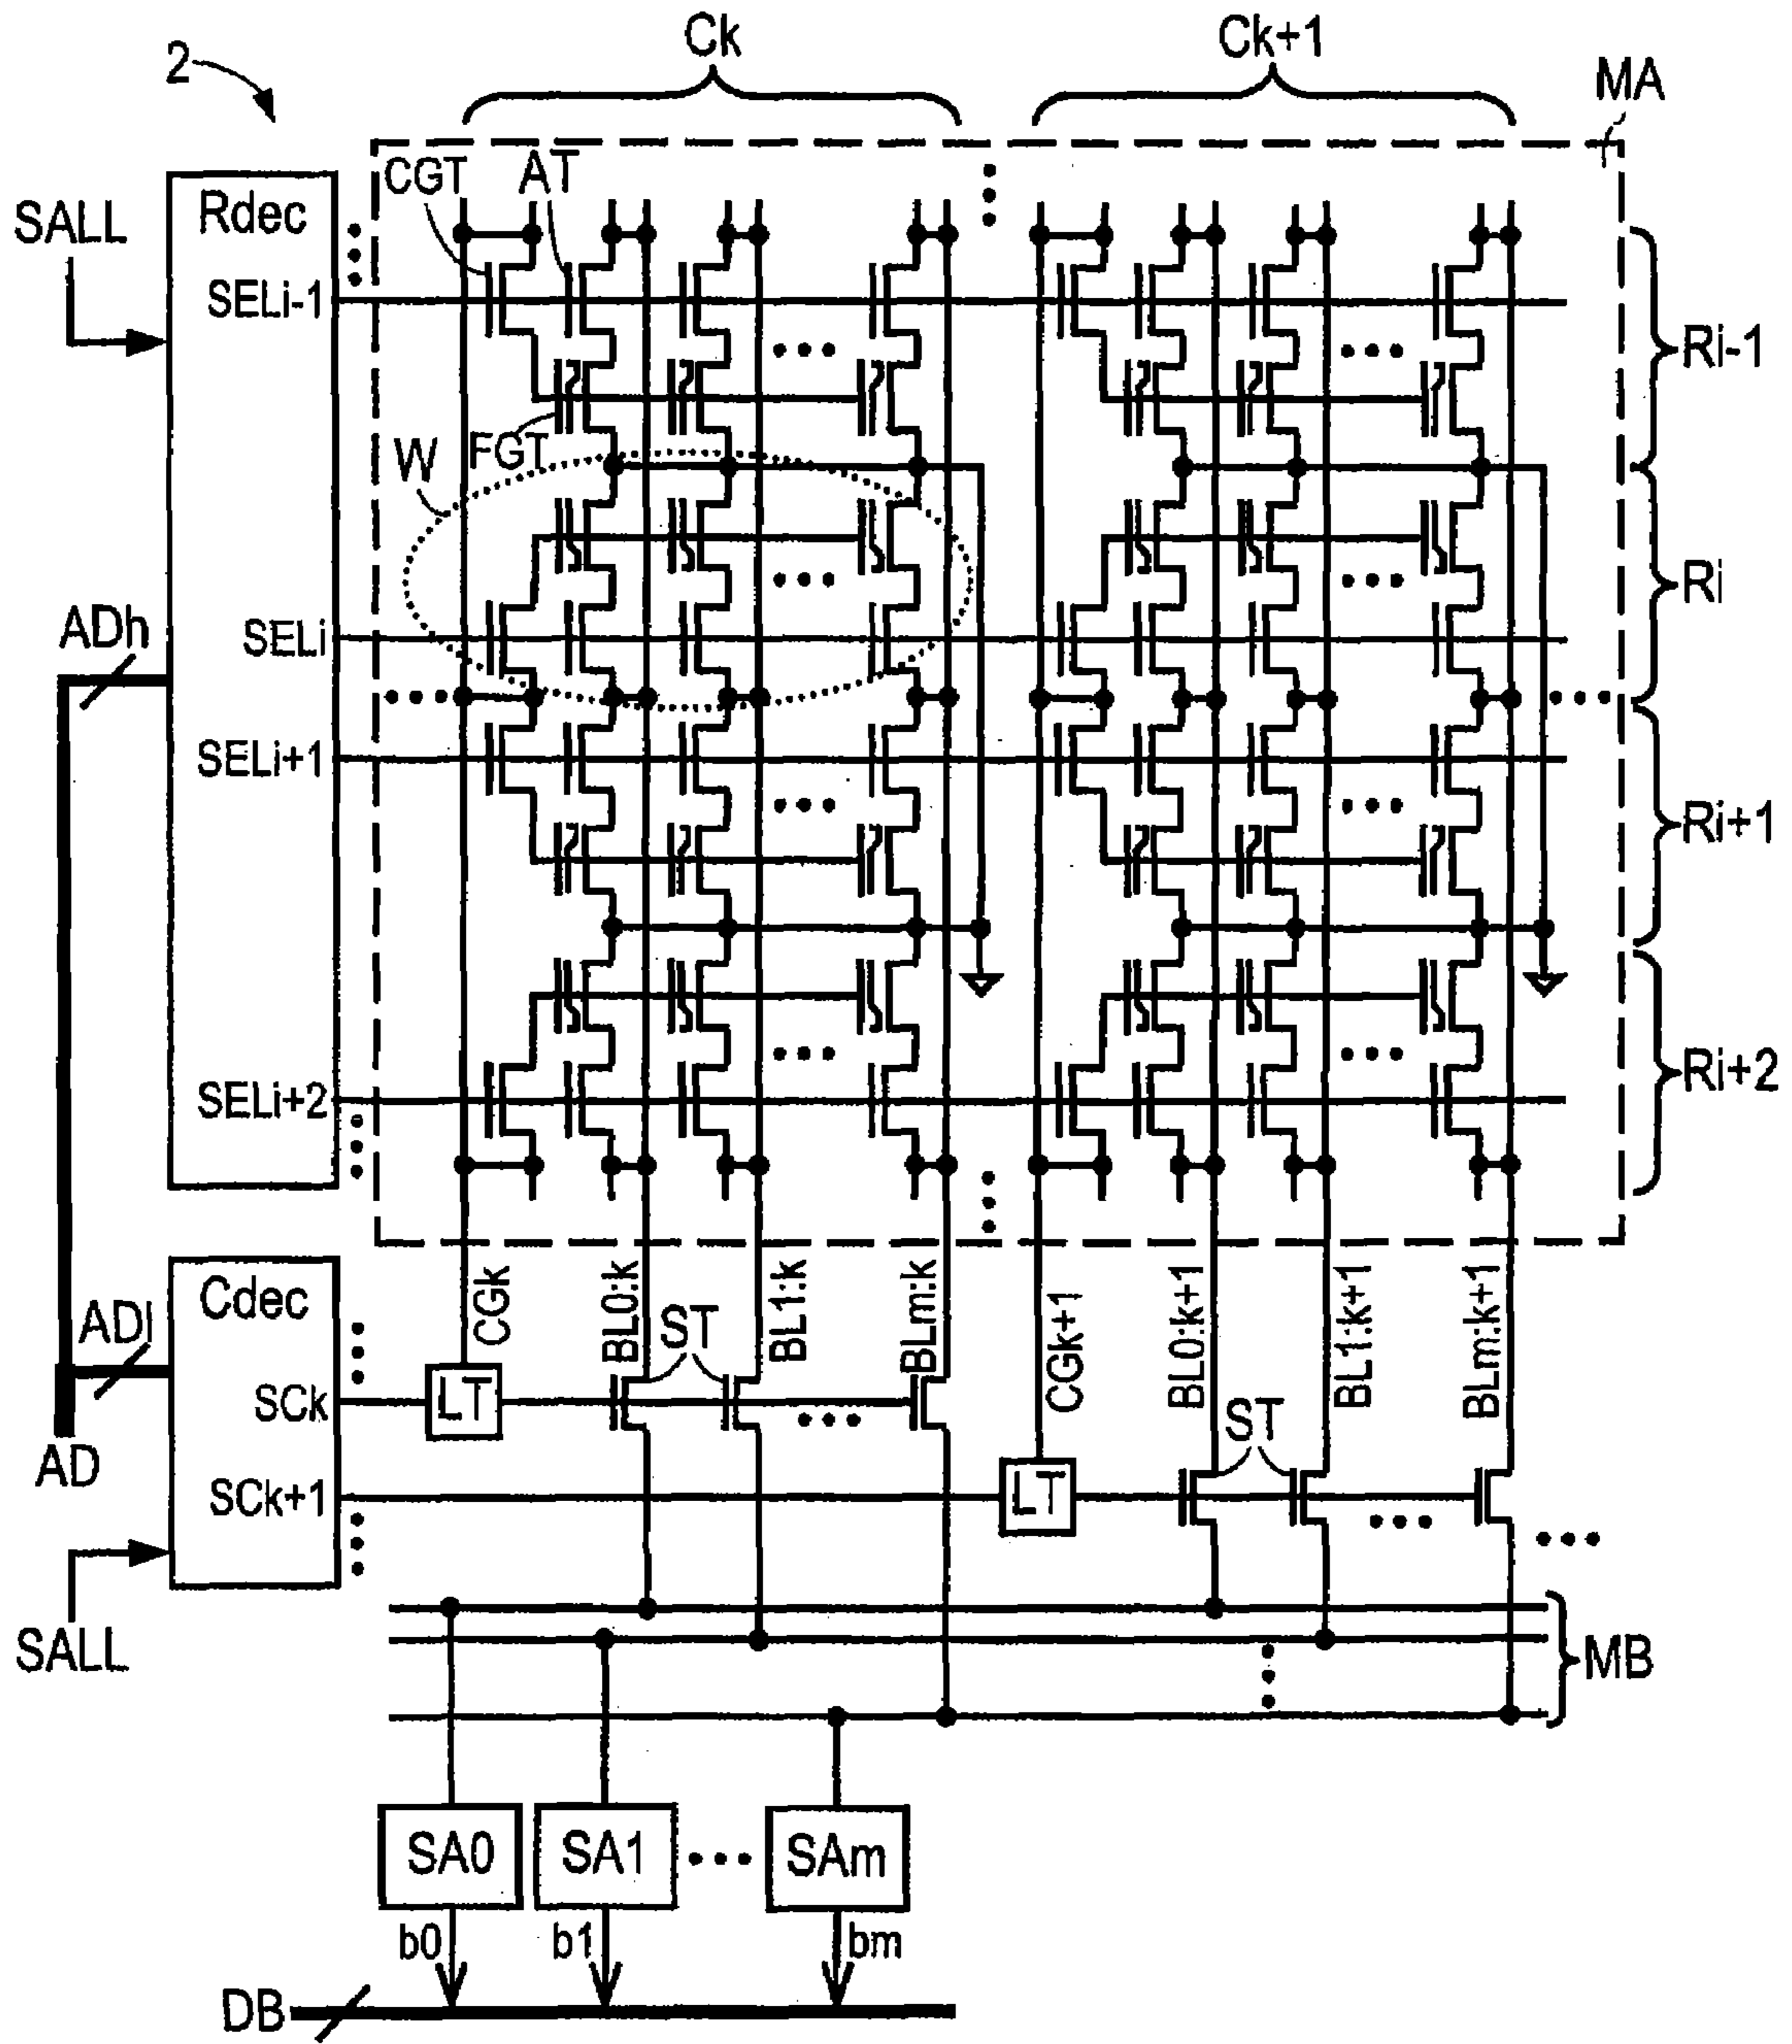 Ck
Ck+1
2
MA
CGT
AT
Rdec
SALL
SELi-1
Ri-1
FGT
W
Ri
ADh
SELi
SELi+1
Ri+1
SELi+2
Ri+2
Cdec
ADl
CGk
BL0:k
ST
BL1:k
BLm:k
CGk+1
BL0:k+1
BL1:k+1
BLm:k+1
SCk
LT
ST
AD
SCk+1
LT
SALL
MB
SA0
SA1
SAm
b0
b1
bm
DB